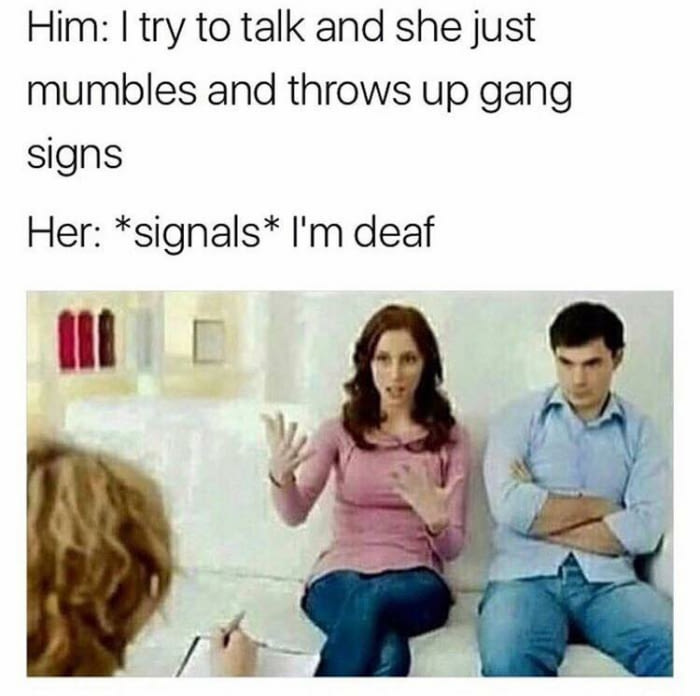 Him: I try to talk and she just
mumbles and throws up gang
signs
Her: *signals* I'm deaf